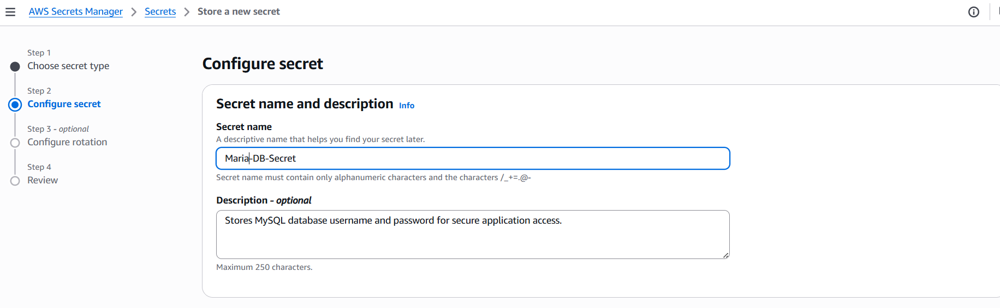 AWS Secrets Manager > Secrets > Store a new secret
Step 1
Choose secret type
Step 2
Configure secret
Step 3 - optional
Configure rotation
Step 4
Review
Configure secret
Secret name and description Info
Secret name
A descriptive name that helps you find your secret later.
Maria-DB-Secret
Secret name must contain only alphanumeric characters and the characters /_+=.@-
Description - optional
Stores MySQL database username and password for secure application access.
Maximum 250 characters.